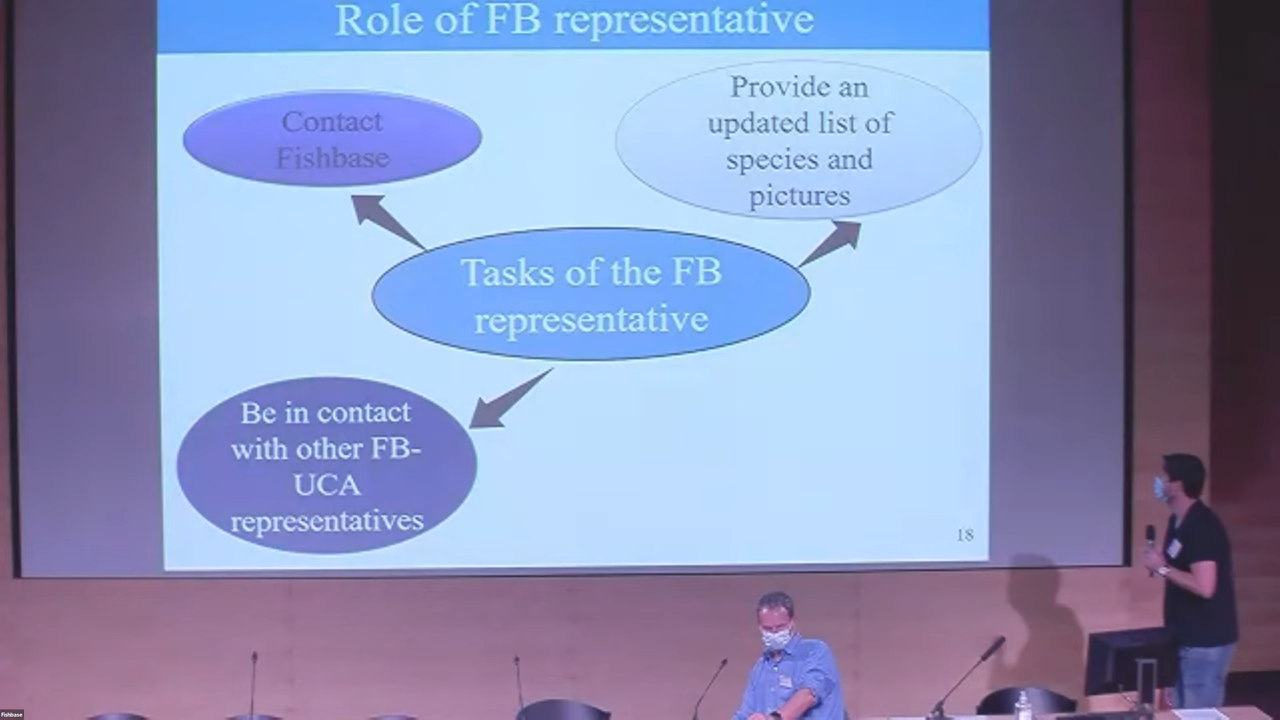 Role of FB representative
Contact
Fishbase
Provide an
updated list of
species and
pictures
Tasks of the FB
representative
Be in contact
with other FB-
UCA
representatives
18
Fishbase